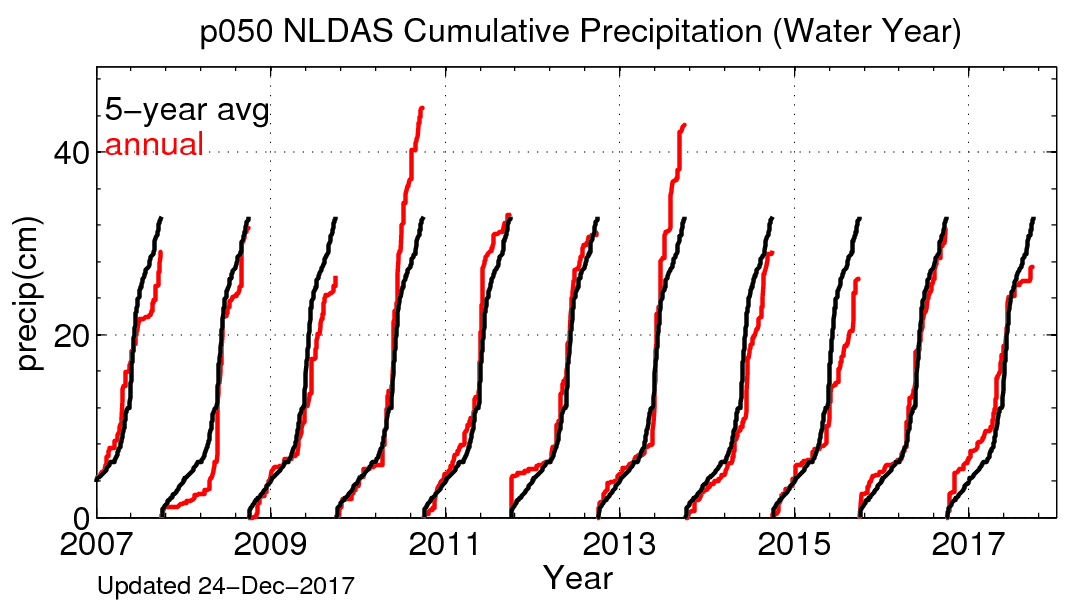 p050 NLDAS Cumulative Precipitation (Water Year)
5−year avg
annual
precip(cm)
40
20
0
2007 2009 2011 2013 2015 2017
Year
Updated 24−Dec−2017